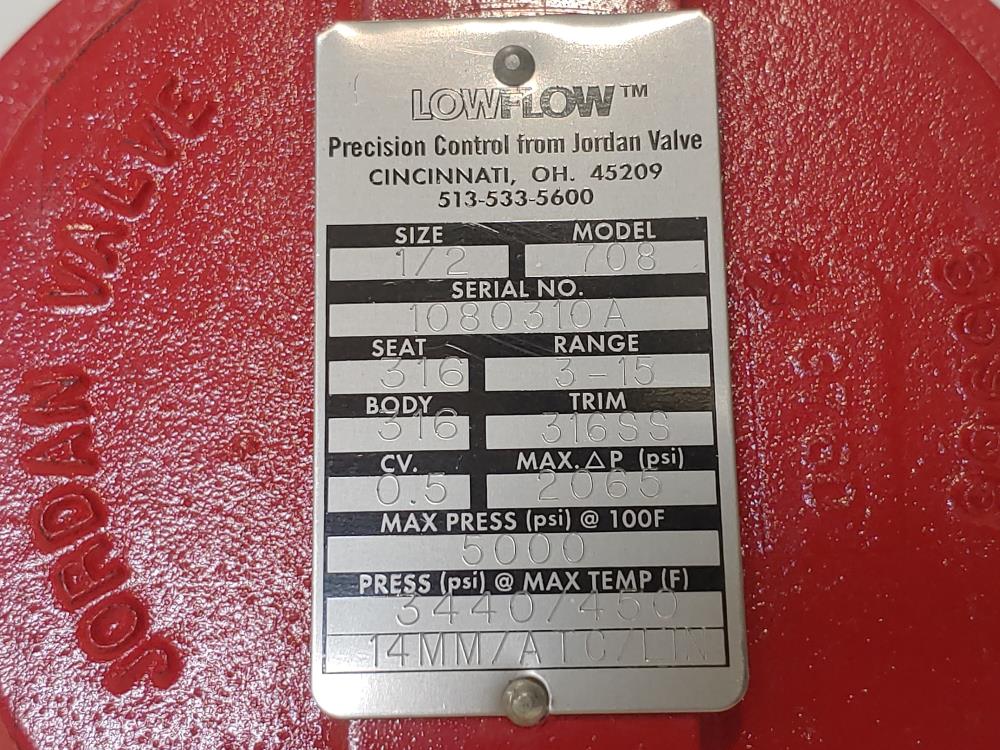 LOWFLOW™
Precision Control from Jordan Valve
CINCINNATI, OH. 45209
513-533-5600
SIZE MODEL
1/2 708
SERIAL NO.
1080310A
SEAT RANGE
316 3-15
BODY TRIM
316 316SS
CV. MAX. △ P (psi)
0.5 2065
MAX PRESS (psi) @ 100F
5000
PRESS (psi) @ MAX TEMP (F)
3440/450
14MM/ATC/LIN
JORDAN VALVE